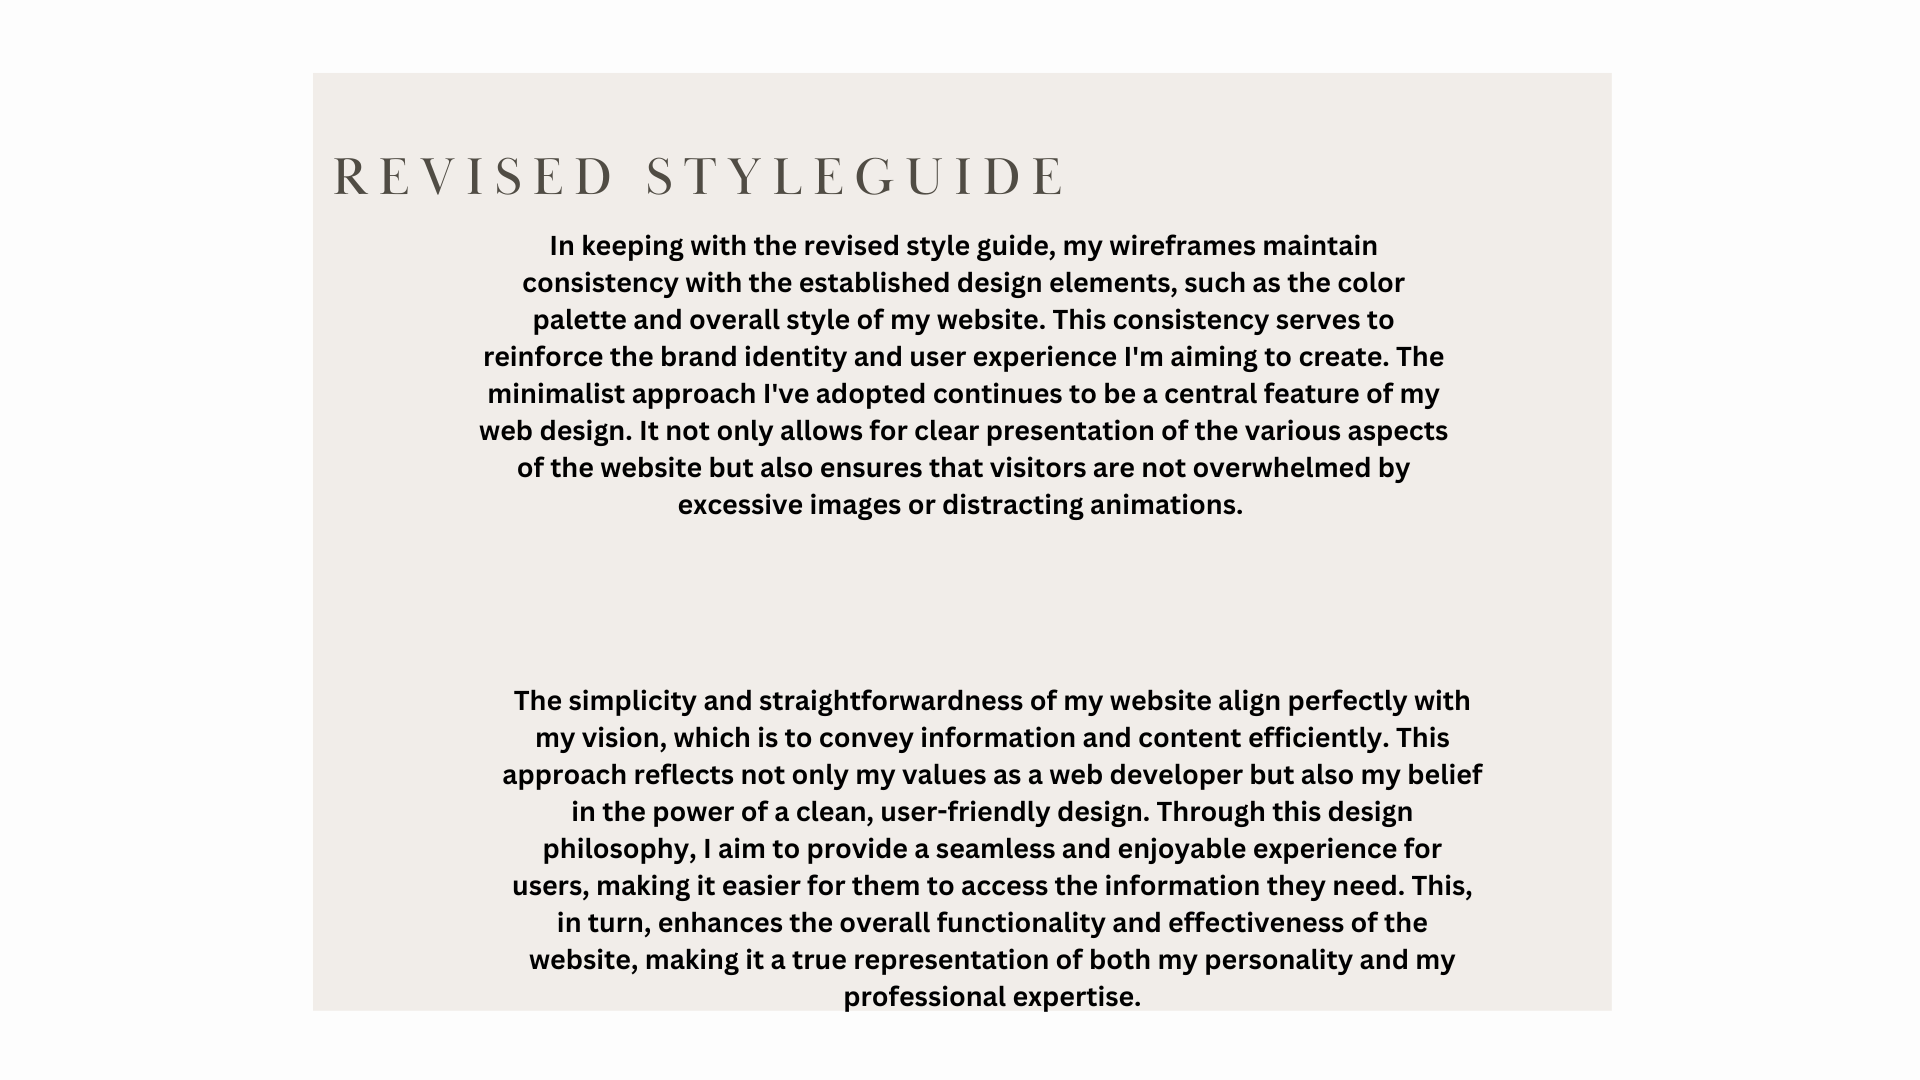 REVISED STYLEGUIDE
In keeping with the revised style guide, my wireframes maintain
consistency with the established design elements, such as the color
palette and overall style of my website. This consistency serves to
reinforce the brand identity and user experience I'm aiming to create. The
minimalist approach I've adopted continues to be a central feature of my
web design. It not only allows for clear presentation of the various aspects
of the website but also ensures that visitors are not overwhelmed by
excessive images or distracting animations.
The simplicity and straightforwardness of my website align perfectly with
my vision, which is to convey information and content efficiently. This
approach reflects not only my values as a web developer but also my belief
in the power of a clean, user-friendly design. Through this design
philosophy, I aim to provide a seamless and enjoyable experience for
users, making it easier for them to access the information they need. This,
in turn, enhances the overall functionality and effectiveness of the
website, making it a true representation of both my personality and my
professional expertise.